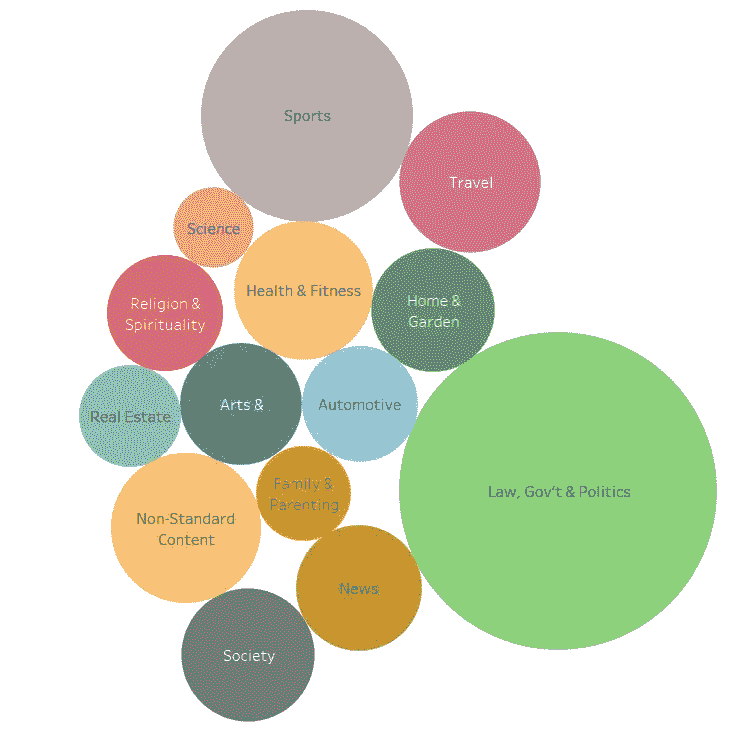 Sports
Travel
Science
Health & Fitness
Home &
Garden
Religion &
Spirituality
Arts &
Automotive
Real Estate
Family &
Parenting
Law, Gov't & Politics
Non-Standard
Content
News
Society